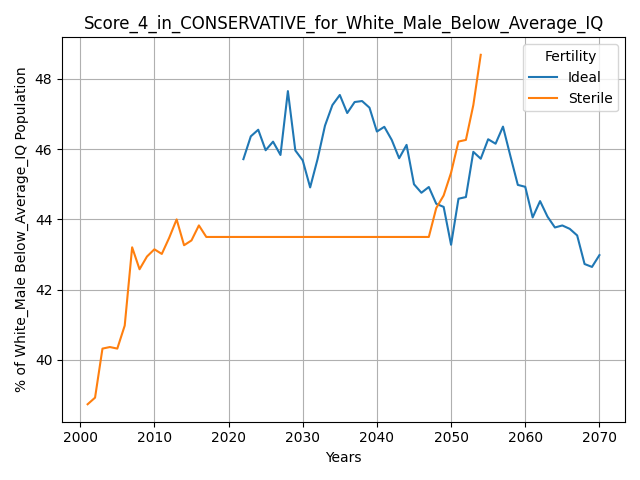 Score_4_in_CONSERVATIVE_for_White_Male_Below_Average_IQ
% of White_Male Below_Average_IQ Population
48
46
44
42
40
Fertility
Ideal
Sterile
2000 2010 2020 2030 2040 2050 2060 2070
Years